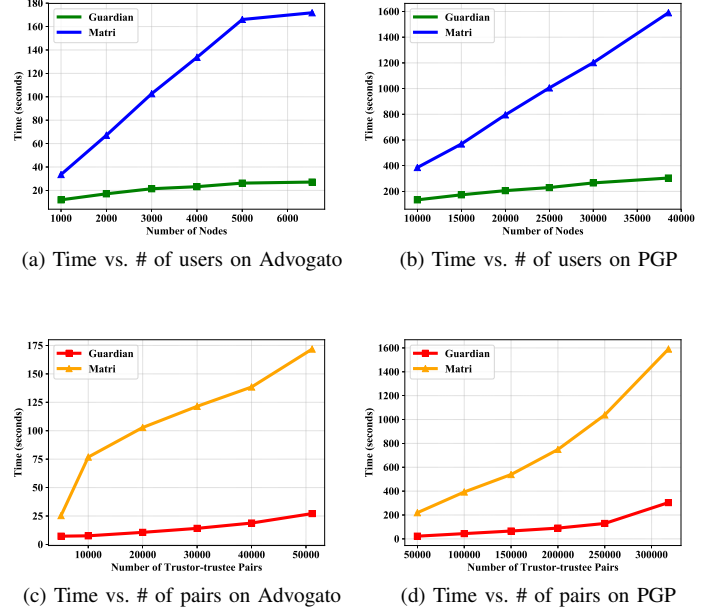 180
160
140
120
100
80
60
40
20
Time (seconds)
Guardian
Matri
1000 2000 3000 4000 5000 6000
Number of Nodes
(a) Time vs. # of users on Advogato
1600
1400
1200
1000
800
600
400
200
Time (seconds)
Guardian
Matri
10000 15000 20000 25000 30000 35000 40000
Number of Nodes
(b) Time vs. # of users on PGP
175
150
125
100
75
50
25
0
Time (seconds)
Guardian
Matri
10000 20000 30000 40000 50000
Number of Trustor-trustee Pairs
(c) Time vs. # of pairs on Advogato
1600
1400
1200
1000
800
600
400
200
0
Time (seconds)
Guardian
Matri
50000 100000 150000 200000 250000 300000
Number of Trustor-trustee Pairs
(d) Time vs. # of pairs on PGP